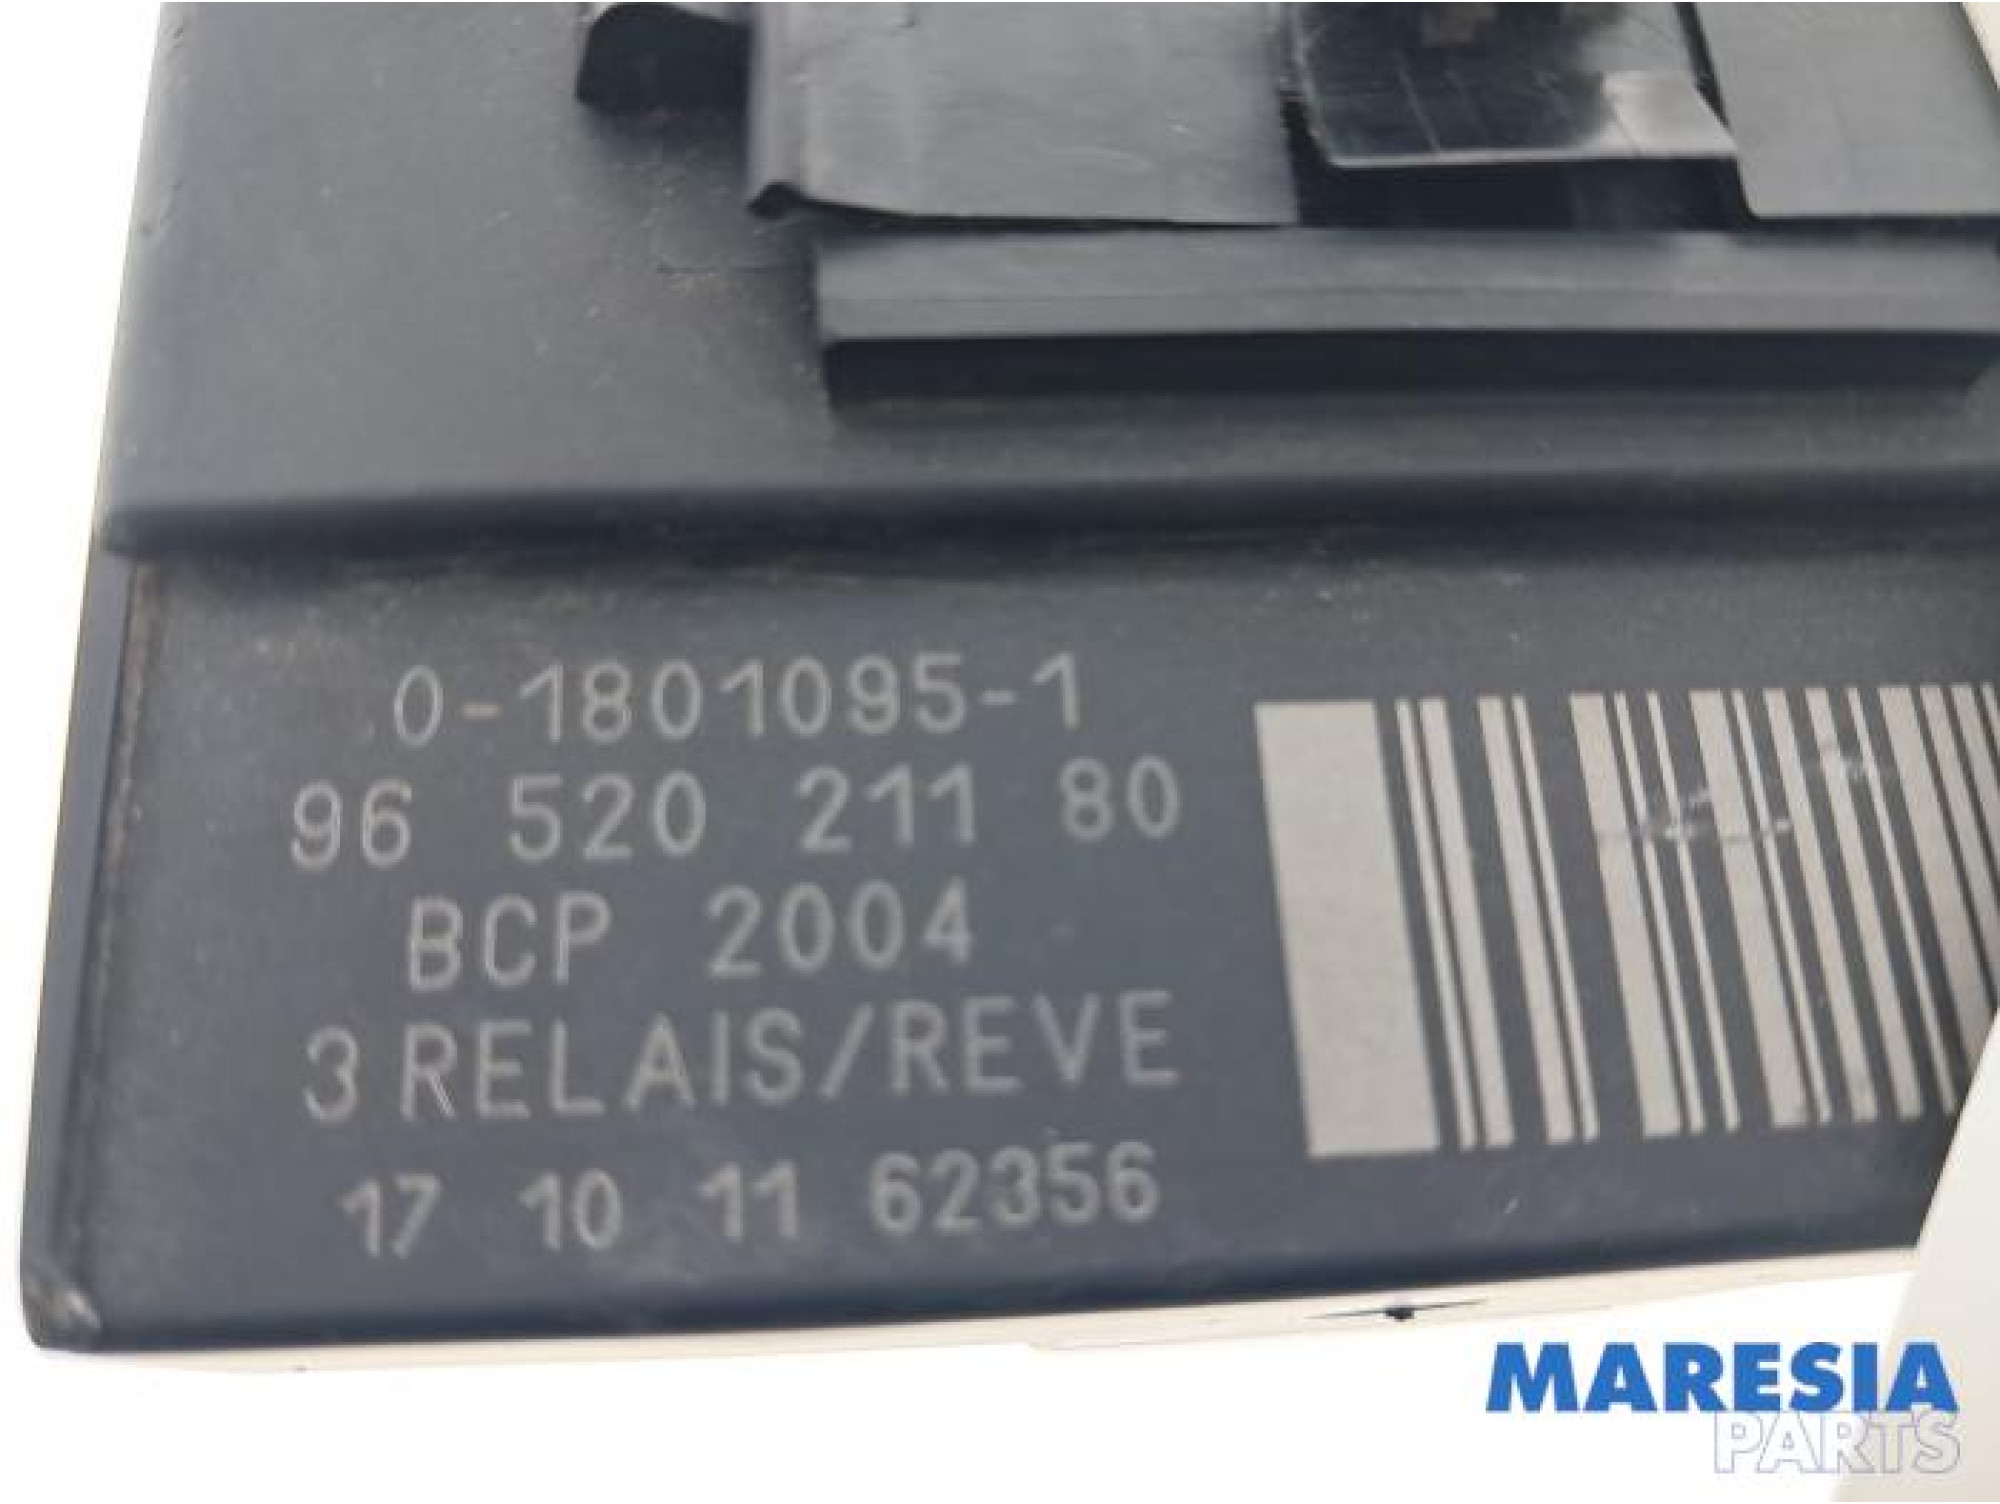 0-1801095-1
96 520 211 80
BCP 2004
3 RELAIS/REVE
17 10 11 62356
MARESIA
PARTS